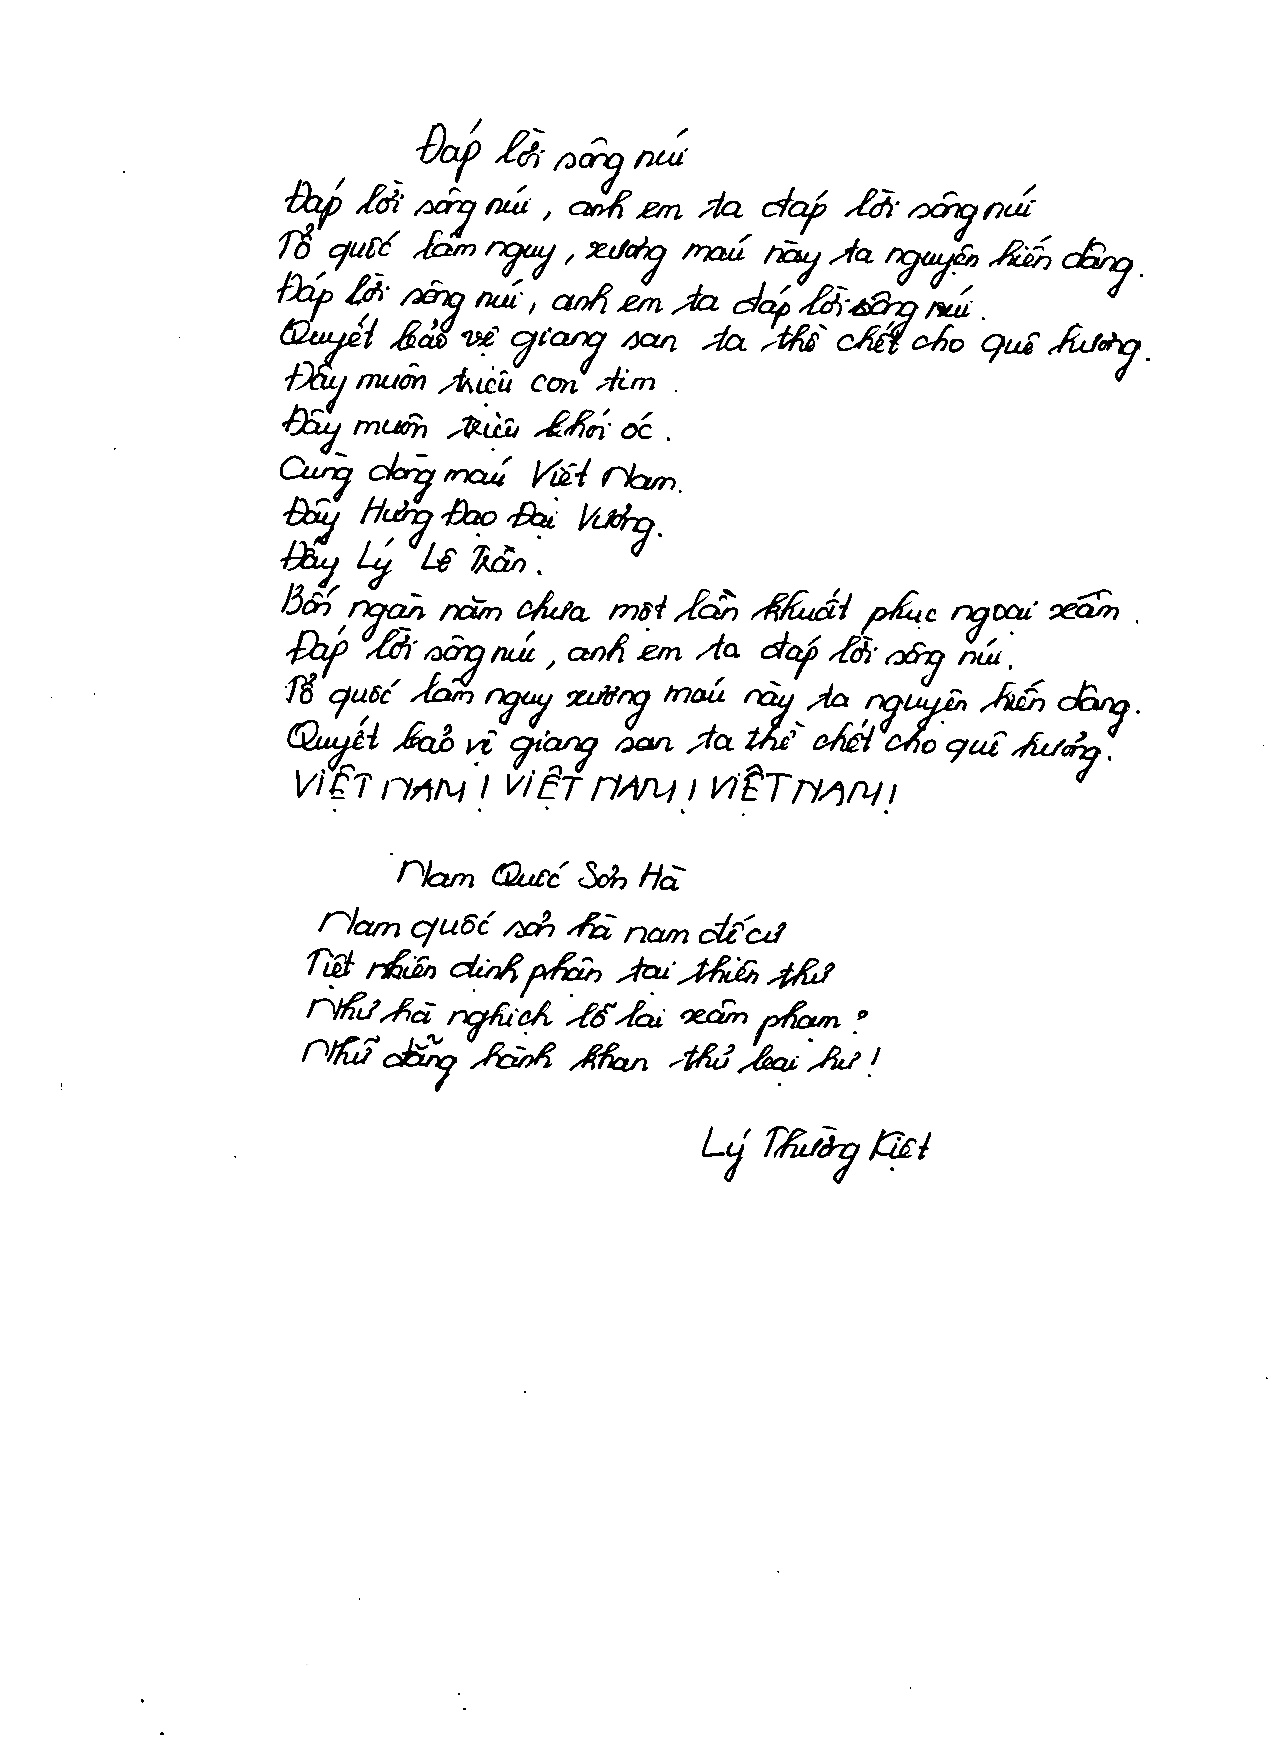 Đáp lời sông núi
Đáp lời sông núi, anh em ta đáp lời sông núi
Tổ quốc lâm nguy, xương máu này ta nguyện hiến dâng.
Đáp lời sông núi, anh em ta đáp lời sông núi.
Quyết bảo vệ giang san ta thề chết cho quê hương.
Đây muôn triệu con tim.
Đây muôn triệu khối óc.
Cùng dòng máu Việt Nam.
Đây Hưng Đạo Đại Vương.
Đây Lý Lê Trần.
Bốn ngàn năm chưa một lần khuất phục ngoại xâm.
Đáp lời sông núi, anh em ta đáp lời sông núi.
Tổ quốc lâm nguy xương máu này ta nguyện hiến dâng.
Quyết bảo vệ giang san ta thề chết cho quê hương.
VIỆT NAM! VIỆT NAM! VIỆT NAM!
Nam Quốc Sơn Hà
Nam quốc sơn hà nam đế cư
Tiệt nhiên định phận tại thiên thư
Như hà nghịch lỗ lai xâm phạm?
Nhữ đẳng hành khan thủ bại hư!
Lý Thường Kiệt